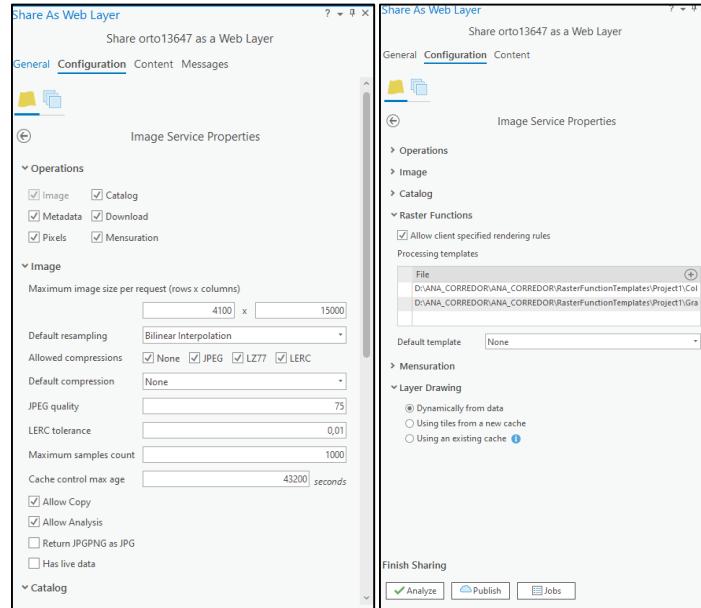 Share As Web Layer
Share orto13647 as a Web Layer
General Configuration Content Messages
Image Service Properties
Operations
Image Catalog
Metadata Download
Pixels Mensuration
Image
Maximum image size per request (rows x columns)
4100 x 15000
Default resampling Bilinear Interpolation
Allowed compressions None JPEG LZ77 LERC
Default compression None
JPEG quality 75
LERC tolerance 0,01
Maximum samples count 1000
Cache control max age 43200 seconds
Allow Copy
Allow Analysis
Return JPGPNG as JPG
Has live data
Catalog
Share As Web Layer
Share orto13647 as a Web Layer
General Configuration Content
Image Service Properties
Operations
Image
Catalog
Raster Functions
Allow client specified rendering rules
Processing templates
File
D:\ANA_CORREDOR\ANA_CORREDOR\RasterFunctionTemplates\Project1\Col
D:\ANA_CORREDOR\ANA_CORREDOR\RasterFunctionTemplates\Project1\Gra
Default template None
Mensuration
Layer Drawing
Dynamically from data
Using tiles from a new cache
Using an existing cache
Finish Sharing
Analyze Publish Jobs